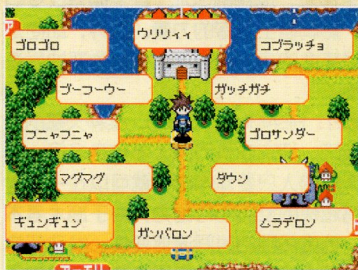 ウリリィィ
ゴロゴロ
コブラッチョ
ブーフーウー
ガッチガチ
フニャフニャ
ゴロサンダー
マグマグ
ダウン
ギュンギュン
ガンバロン
ムラデロン